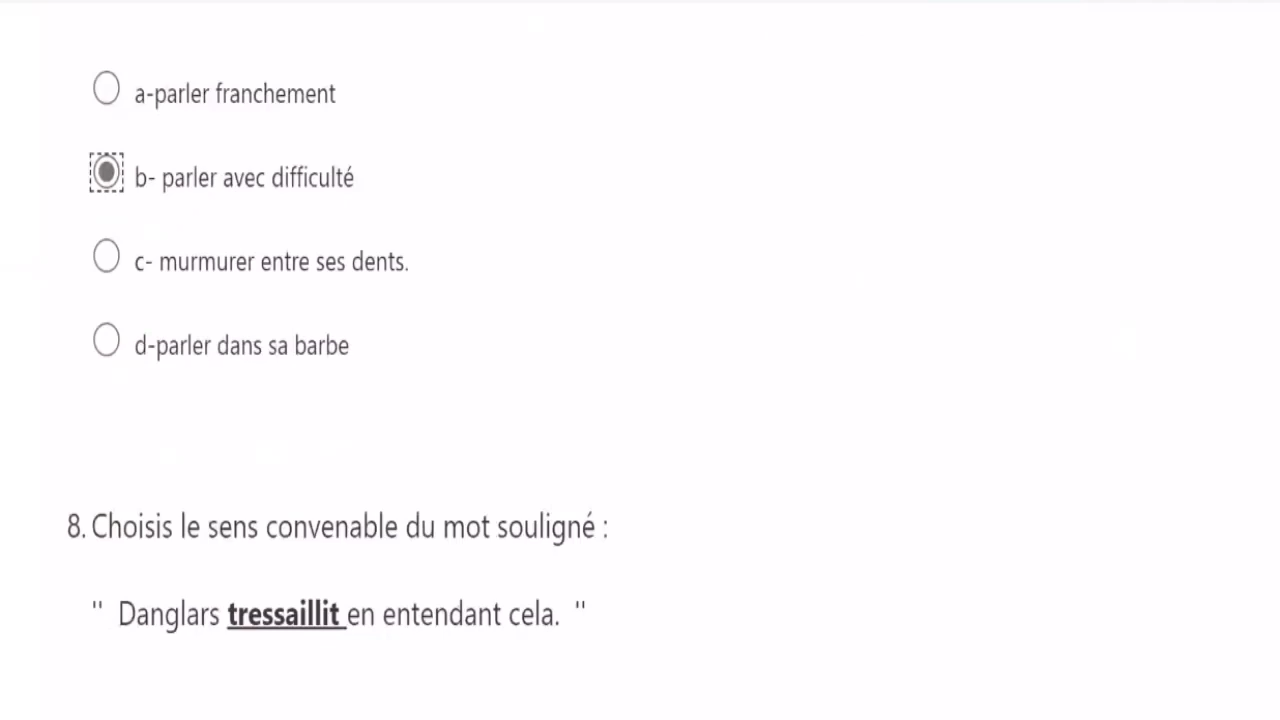 a-parler franchement
b- parler avec difficulté
c- murmurer entre ses dents.
d-parler dans sa barbe
8. Choisis le sens convenable du mot souligné :
" Danglars tressaillit en entendant cela. "